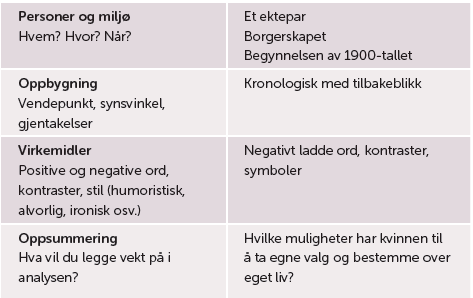 Personer og miljø
Hvem? Hvor? Når?
Et ektepar
Borgerskapet
Begynnelsen av 1900-tallet
Oppbygning
Vendepunkt, synsvinkel,
gjentakelser
Kronologisk med tilbakeblikk
Virkemidler
Positive og negative ord,
kontraster, stil (humoristisk,
alvorlig, ironisk osv.)
Negativt ladde ord, kontraster,
symboler
Oppsummering
Hva vil du legge vekt på i
analysen?
Hvilke muligheter har kvinnen til
å ta egne valg og bestemme over
eget liv?